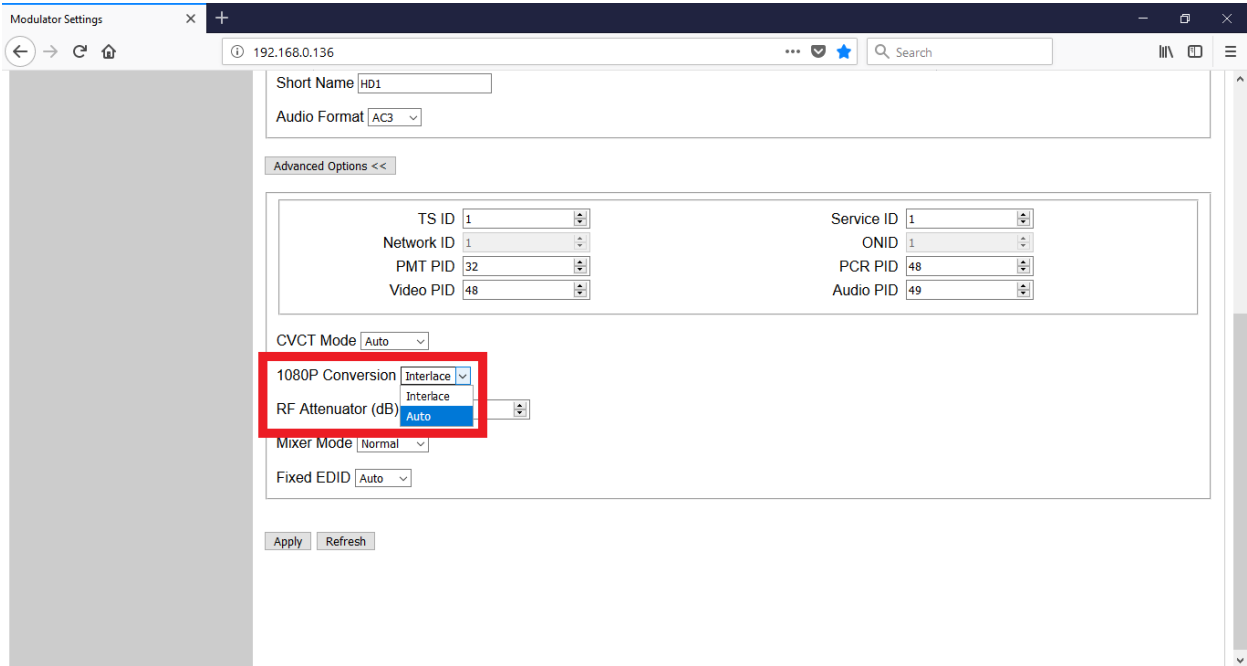 Modulator Settings
192.168.0.136
Search
Short Name HD1
Audio Format AC3
Advanced Options <<
TS ID 1 Service ID 1
Network ID 1 ONID 1
PMT PID 32 PCR PID 48
Video PID 48 Audio PID 49
CVCT Mode Auto
1080P Conversion Interlace
Interlace
RF Attenuator (dB)
Auto
Mixer Mode Normal
Fixed EDID Auto
Apply Refresh